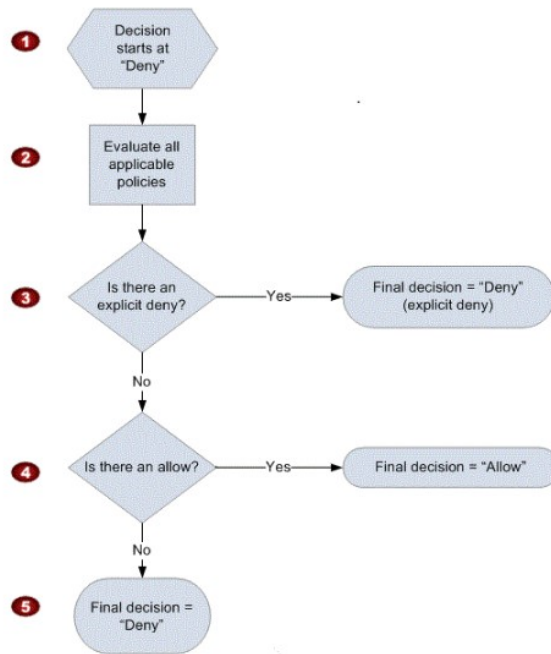 1
Decision
starts at
“Deny”
2
Evaluate all
applicable
policies
3
Is there an
explicit deny?
Yes
Final decision = “Deny”
(explicit deny)
No
4
Is there an allow?
Yes
Final decision = “Allow”
No
5
Final decision =
“Deny”